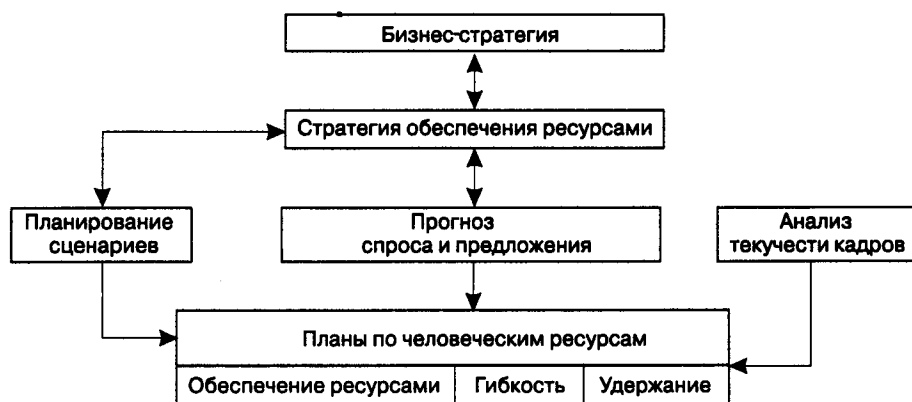 Бизнес-стратегия
Стратегия обеспечения ресурсами
Планирование
сценариев
Прогноз
спроса и предложения
Анализ
текучести кадров
Планы по человеческим ресурсам
Обеспечение ресурсами
Гибкость
Удержание